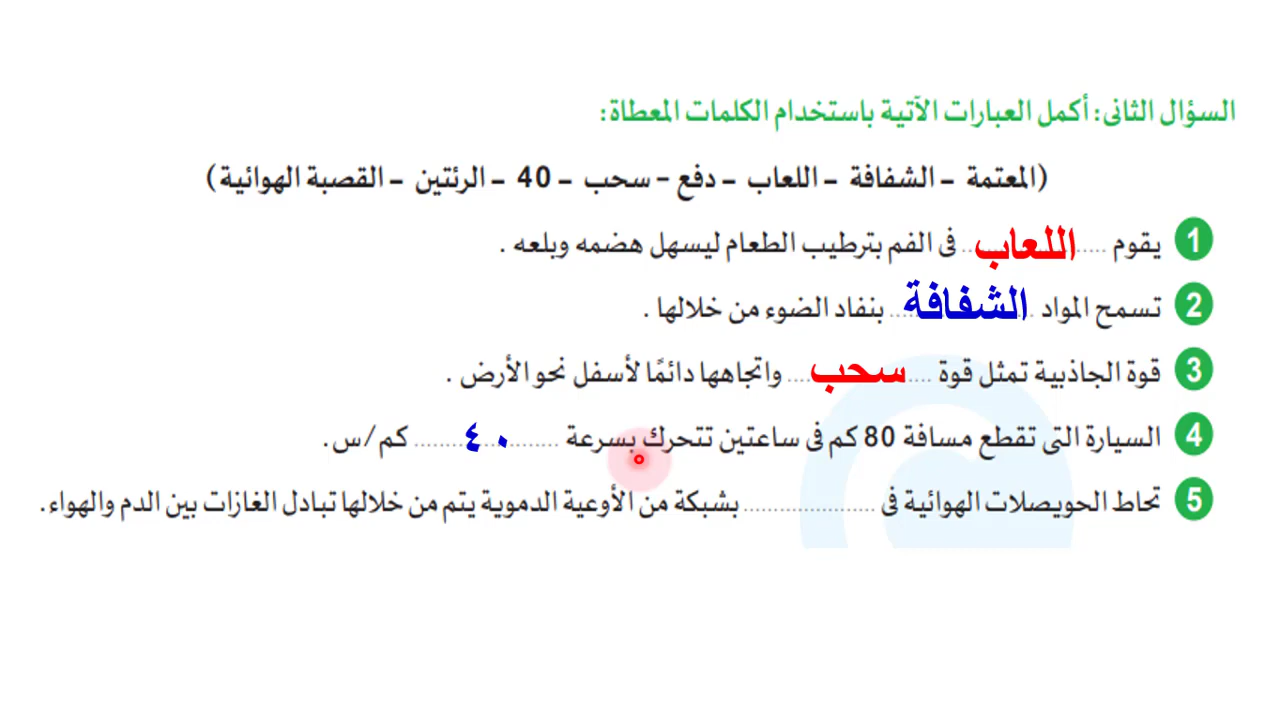 السؤال الثانى: أكمل العبارات الآتية باستخدام الكلمات المعطاة:
(المعتمة – الشفافة – اللعاب – دفع – سحب – 40 – الرئتين – القصبة الهوائية)
1 يقوم ..... اللعاب ..... فى الفم بترطيب الطعام ليسهل هضمه وبلعه .
2 تسمح المواد ..... الشفافة ..... بنفاد الضوء من خلالها .
3 قوة الجاذبية تمثل قوة ..... سحب ..... واتجاهها دائمًا لأسفل نحو الأرض .
4 السيارة التى تقطع مسافة 80 كم فى ساعتين تتحرك بسرعة ..... ٤٠ ..... كم/س.
5 تحاط الحويصلات الهوائية فى ...................... بشبكة من الأوعية الدموية يتم من خلالها تبادل الغازات بين الدم والهواء.